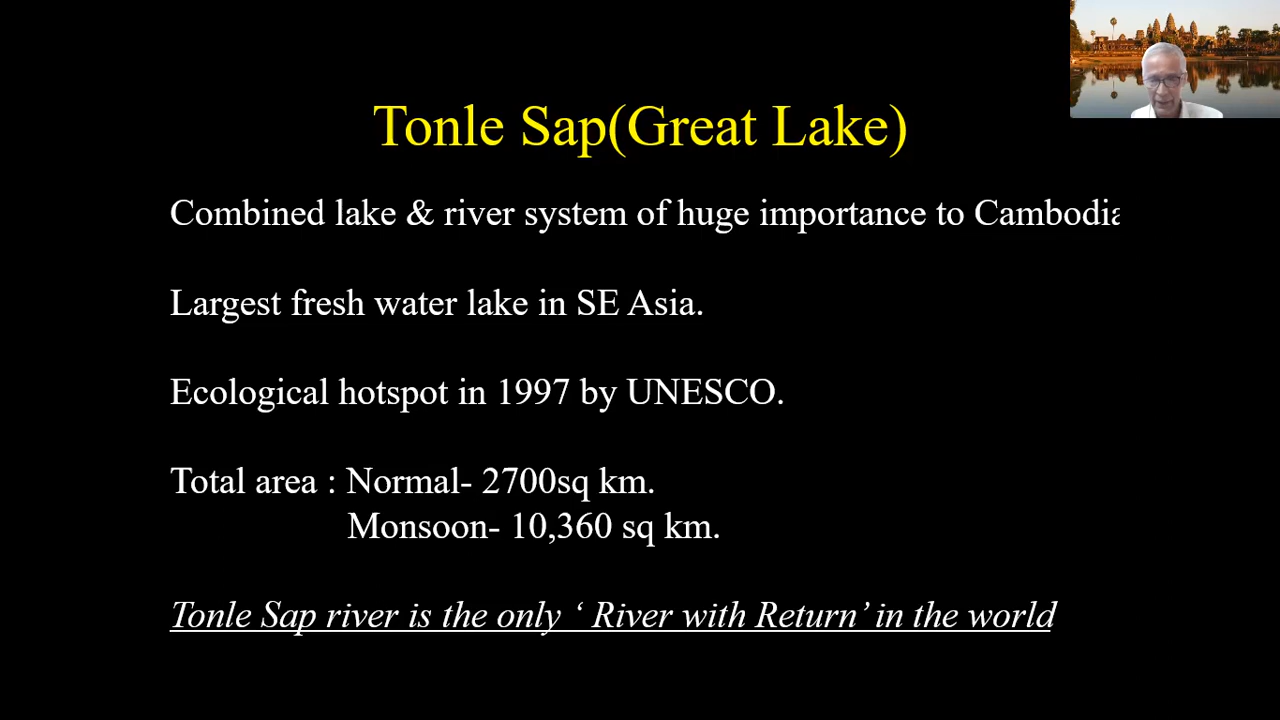 Tonle Sap(Great Lake)
Combined lake & river system of huge importance to Cambodia
Largest fresh water lake in SE Asia.
Ecological hotspot in 1997 by UNESCO.
Total area : Normal- 2700sq km.
Monsoon- 10,360 sq km.
Tonle Sap river is the only ‘ River with Return’ in the world